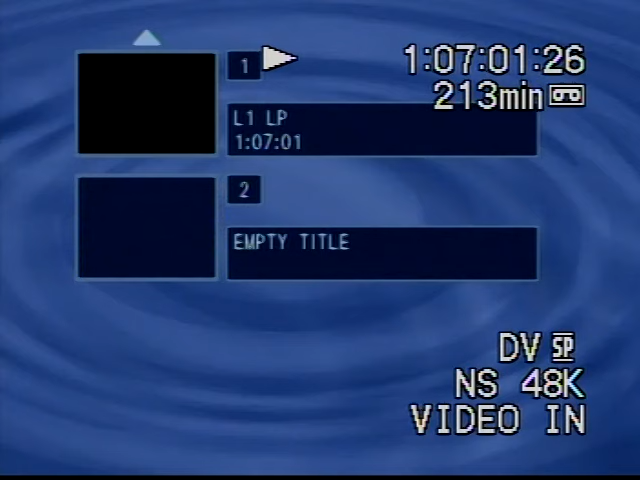 1
1:07:01:26
213min
L1 LP
1:07:01
2
EMPTY TITLE
DV SP
NS 48K
VIDEO IN